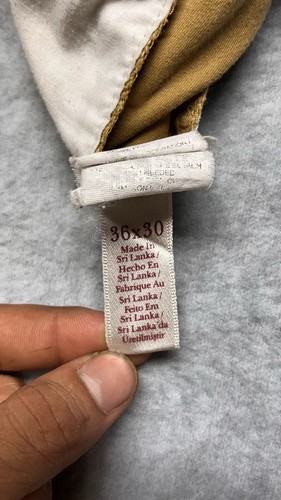 36x30
Made In
Sri Lanka /
Hecho En
Sri Lanka /
Fabrique Au
Sri Lanka /
Feito Em
Sri Lanka /
Sri Lanka'da
Üretilmiştir